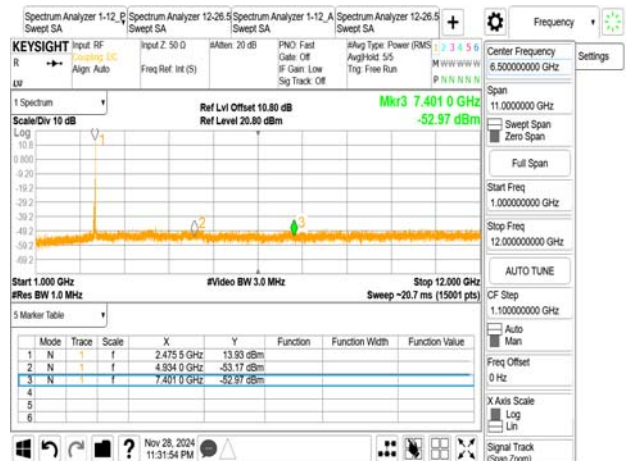 Spectrum Analyzer 1-12_P Spectrum Analyzer 12-26.5 Spectrum Analyzer 1-12_A Spectrum Analyzer 12-26.5
Swept SA Swept SA Swept SA Swept SA
+
Frequency
KEYSIGHT Input: RF Input Z: 50 Ω #Atten: 20 dB PNO: Fast #Avg Type: Power (RMS 1 2 3 4 5 6
R Coupling: DC Gate: Off Avg|Hold: 5/5 M W W W W W
Align: Auto Freq Ref: Int (S) IF Gain: Low Trig: Free Run
Sig Track: Off P N N N N N
LXI
Settings
Center Frequency
6.500000000 GHz
Span
11.0000000 GHz
Swept Span
Zero Span
Full Span
Start Freq
1.000000000 GHz
Stop Freq
12.000000000 GHz
AUTO TUNE
CF Step
1.100000000 GHz
Auto
Man
Freq Offset
0 Hz
X Axis Scale
Log
Lin
Signal Track
(Span Zoom)
1 Spectrum
Ref Lvl Offset 10.80 dB
Mkr3 7.401 0 GHz
Scale/Div 10 dB
Ref Level 20.80 dBm
-52.97 dBm
Log
10.8
0.800
-9.20
-19.2
-29.2
-39.2
-49.2
-59.2
-69.2
1
2
3
Start 1.000 GHz #Video BW 3.0 MHz Stop 12.000 GHz
#Res BW 1.0 MHz Sweep ~20.7 ms (15001 pts)
5 Marker Table
Mode Trace Scale X Y Function Function Width Function Value
1 N 1 f 2.475 5 GHz 13.93 dBm
2 N 1 f 4.934 0 GHz -53.17 dBm
3 N 1 f 7.401 0 GHz -52.97 dBm
4
5
6
?
Nov 28, 2024
11:31:54 PM